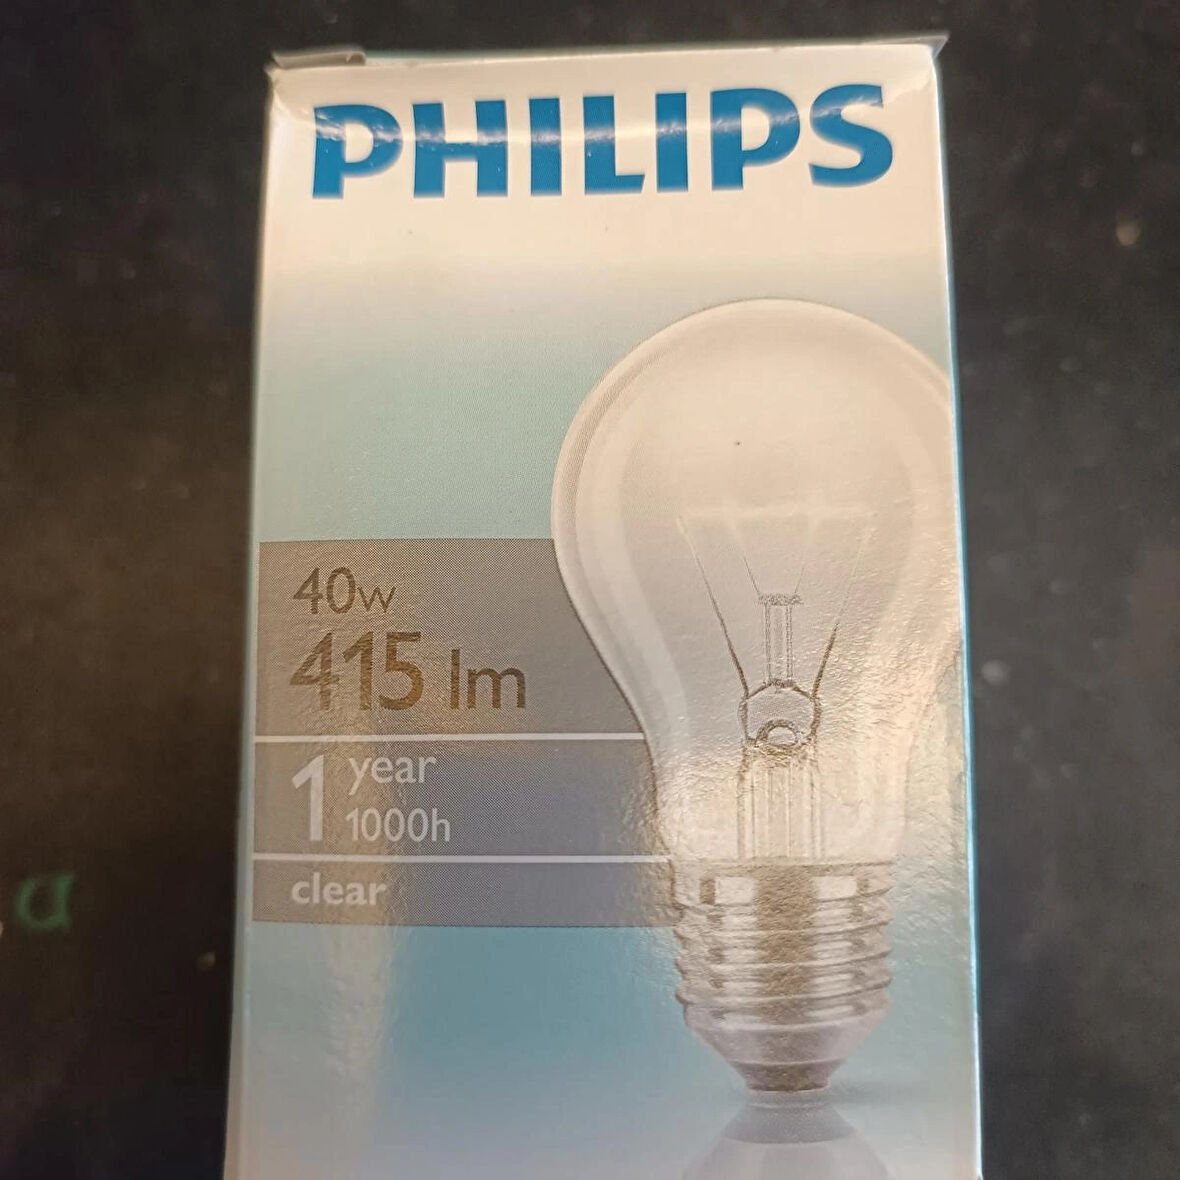 PHILIPS
40w
415 lm
1 year
1000h
clear
α